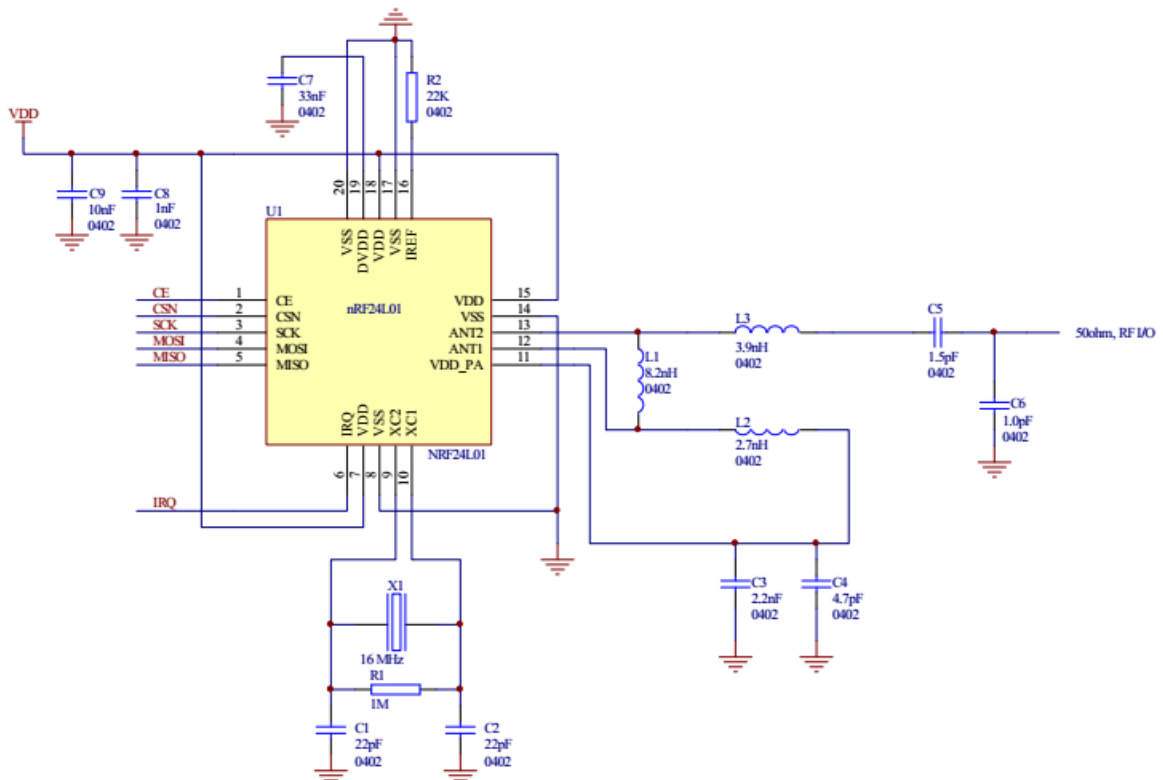 C7
33nF
0402
R2
22K
0402
VDD
C9
10nF
0402
C8
1nF
0402
20
19
18
17
16
U1
VSS
DVDD
VDD
VSS
IREF
nRF24L01
CE 1 CE
CSN 2 CSN
SCK 3 SCK
MOSI 4 MOSI
MISO 5 MISO
VDD 15
VSS 14
ANT2 13
ANT1 12
VDD_PA 11
IRQ
VDD
VSS
XC2
XC1
NRF24L01
6
7
8
9
10
IRQ
L3
3.9nH
0402
C5
1.5pF
0402
50ohm, RF I/O
L1
8.2nH
0402
C6
1.0pF
0402
L2
2.7nH
0402
C3
2.2nF
0402
C4
4.7pF
0402
X1
16 MHz
R1
1M
C1
22pF
0402
C2
22pF
0402